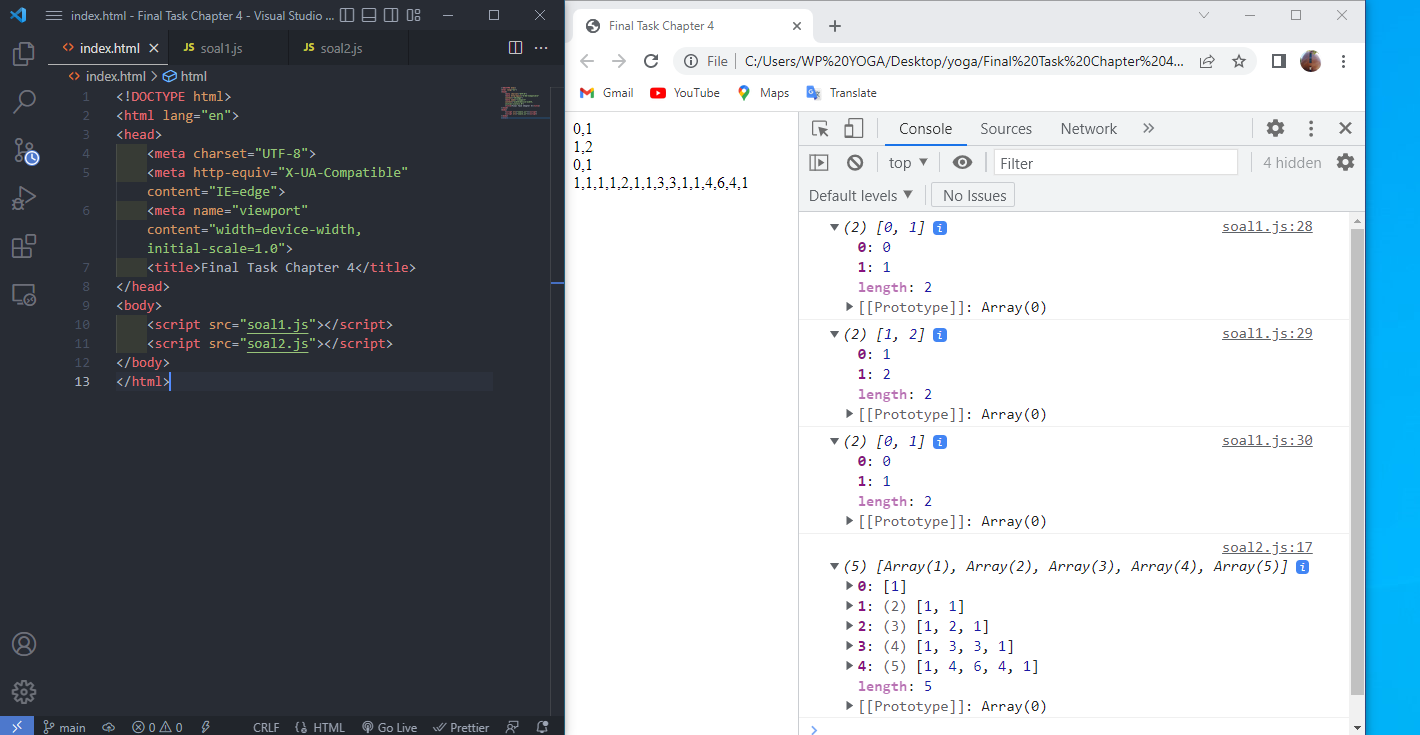 index.html - Final Task Chapter 4 - Visual Studio ...
index.html
JS soal1.js
JS soal2.js
index.html > html
1 <!DOCTYPE html>
2 <html lang="en">
3 <head>
4 <meta charset="UTF-8">
5 <meta http-equiv="X-UA-Compatible"
content="IE=edge">
6 <meta name="viewport"
content="width=device-width,
initial-scale=1.0">
7 <title>Final Task Chapter 4</title>
8 </head>
9 <body>
10 <script src="soal1.js"></script>
11 <script src="soal2.js"></script>
12 </body>
13 </html>
main 0 0 CRLF HTML Go Live Prettier
Final Task Chapter 4
File C:/Users/WP%20YOGA/Desktop/yoga/Final%20Task%20Chapter%204...
Gmail YouTube Maps Translate
0,1
1,2
0,1
1,1,1,1,2,1,1,3,3,1,1,4,6,4,1
Console Sources Network
top Filter 4 hidden
Default levels No Issues
(2) [0, 1] soal1.js:28
0: 0
1: 1
length: 2
[[Prototype]]: Array(0)
(2) [1, 2] soal1.js:29
0: 1
1: 2
length: 2
[[Prototype]]: Array(0)
(2) [0, 1] soal1.js:30
0: 0
1: 1
length: 2
[[Prototype]]: Array(0)
soal2.js:17
(5) [Array(1), Array(2), Array(3), Array(4), Array(5)]
0: [1]
1: (2) [1, 1]
2: (3) [1, 2, 1]
3: (4) [1, 3, 3, 1]
4: (5) [1, 4, 6, 4, 1]
length: 5
[[Prototype]]: Array(0)